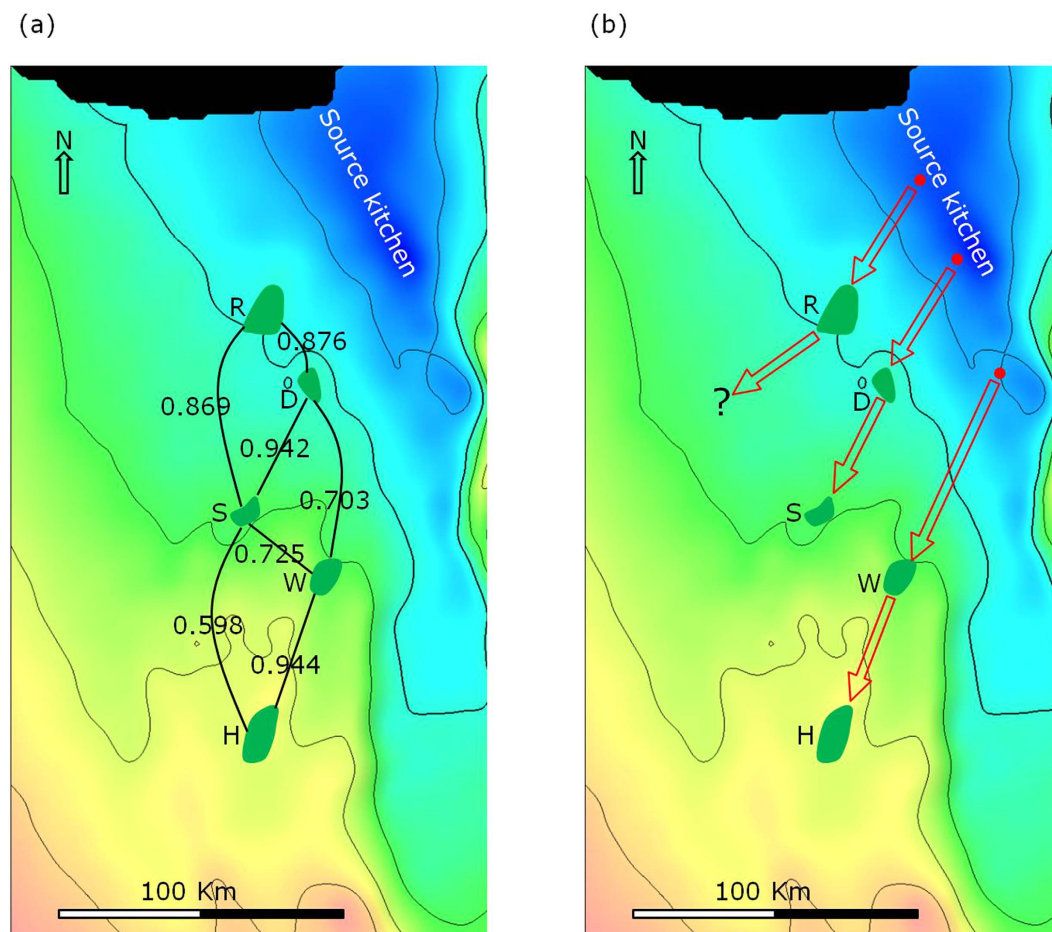 (a)
N
Source kitchen
R
0.876
0.869
D
0.942
0.703
S
0.725
W
0.598
0.944
H
100 Km
(b)
N
Source kitchen
R
?
D
S
W
H
100 Km